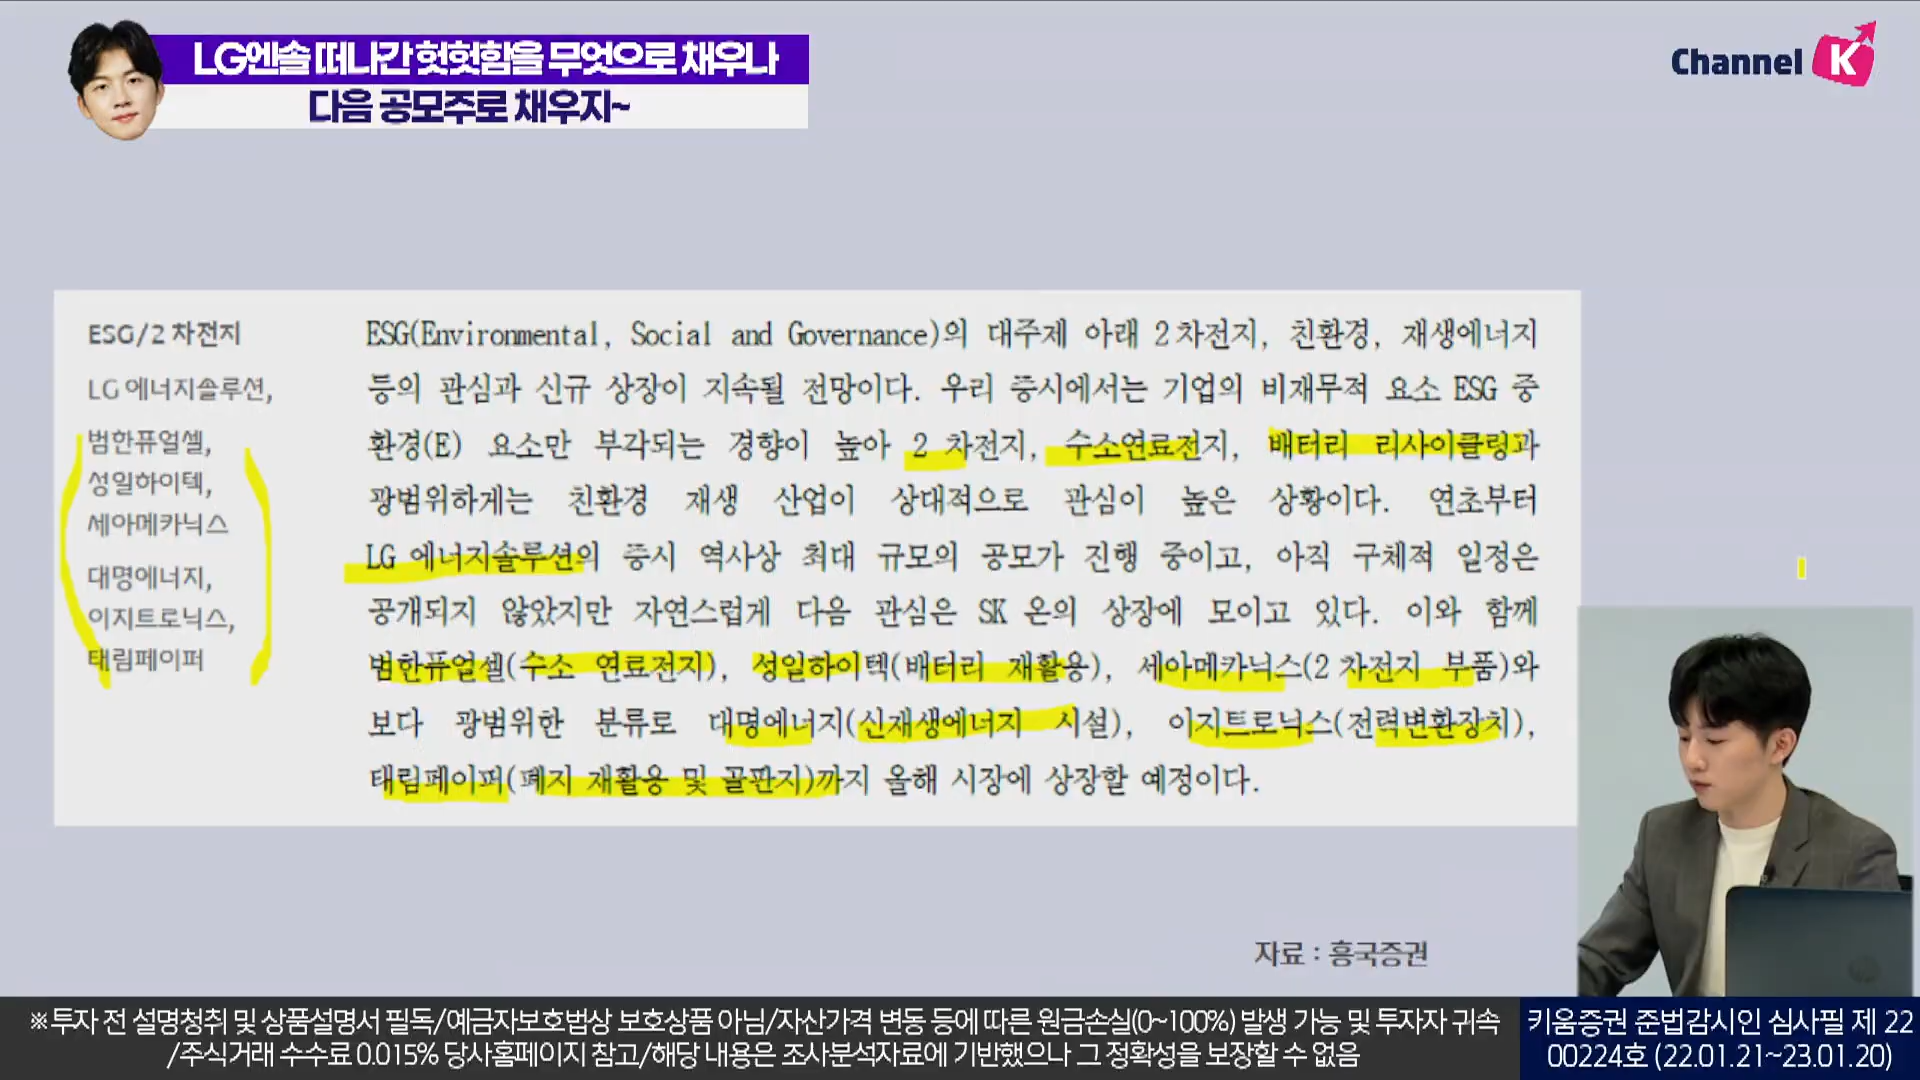 LG엔솔 떠나간 헛헛함을 무엇으로 채우나
다음 공모주로 채우지~
Channel K
ESG/2 차전지
LG 에너지솔루션,
범한퓨얼셀,
성일하이텍,
세아메카닉스
대명에너지,
이지트로닉스,
태림페이퍼
ESG(Environmental, Social and Governance)의 대주제 아래 2차전지, 친환경, 재생에너지
등의 관심과 신규 상장이 지속될 전망이다. 우리 증시에서는 기업의 비재무적 요소 ESG 중
환경(E) 요소만 부각되는 경향이 높아 2 차전지, 수소연료전지, 배터리 리사이클링과
광범위하게는 친환경 재생 산업이 상대적으로 관심이 높은 상황이다. 연초부터
LG 에너지솔루션의 증시 역사상 최대 규모의 공모가 진행 중이고, 아직 구체적 일정은
공개되지 않았지만 자연스럽게 다음 관심은 SK 온의 상장에 모이고 있다. 이와 함께
범한퓨얼셀(수소 연료전지), 성일하이텍(배터리 재활용), 세아메카닉스(2 차전지 부품)와
보다 광범위한 분류로 대명에너지(신재생에너지 시설), 이지트로닉스(전력변환장치),
태림페이퍼(폐지 재활용 및 골판지)까지 올해 시장에 상장할 예정이다.
자료 : 흥국증권
※투자 전 설명청취 및 상품설명서 필독/예금자보호법상 보호상품 아님/자산가격 변동 등에 따른 원금손실(0~100%) 발생 가능 및 투자자 귀속
/주식거래 수수료 0.015% 당사홈페이지 참고/해당 내용은 조사분석자료에 기반했으나 그 정확성을 보장할 수 없음
키움증권 준법감시인 심사필 제 22
00224호 (22.01.21~23.01.20)